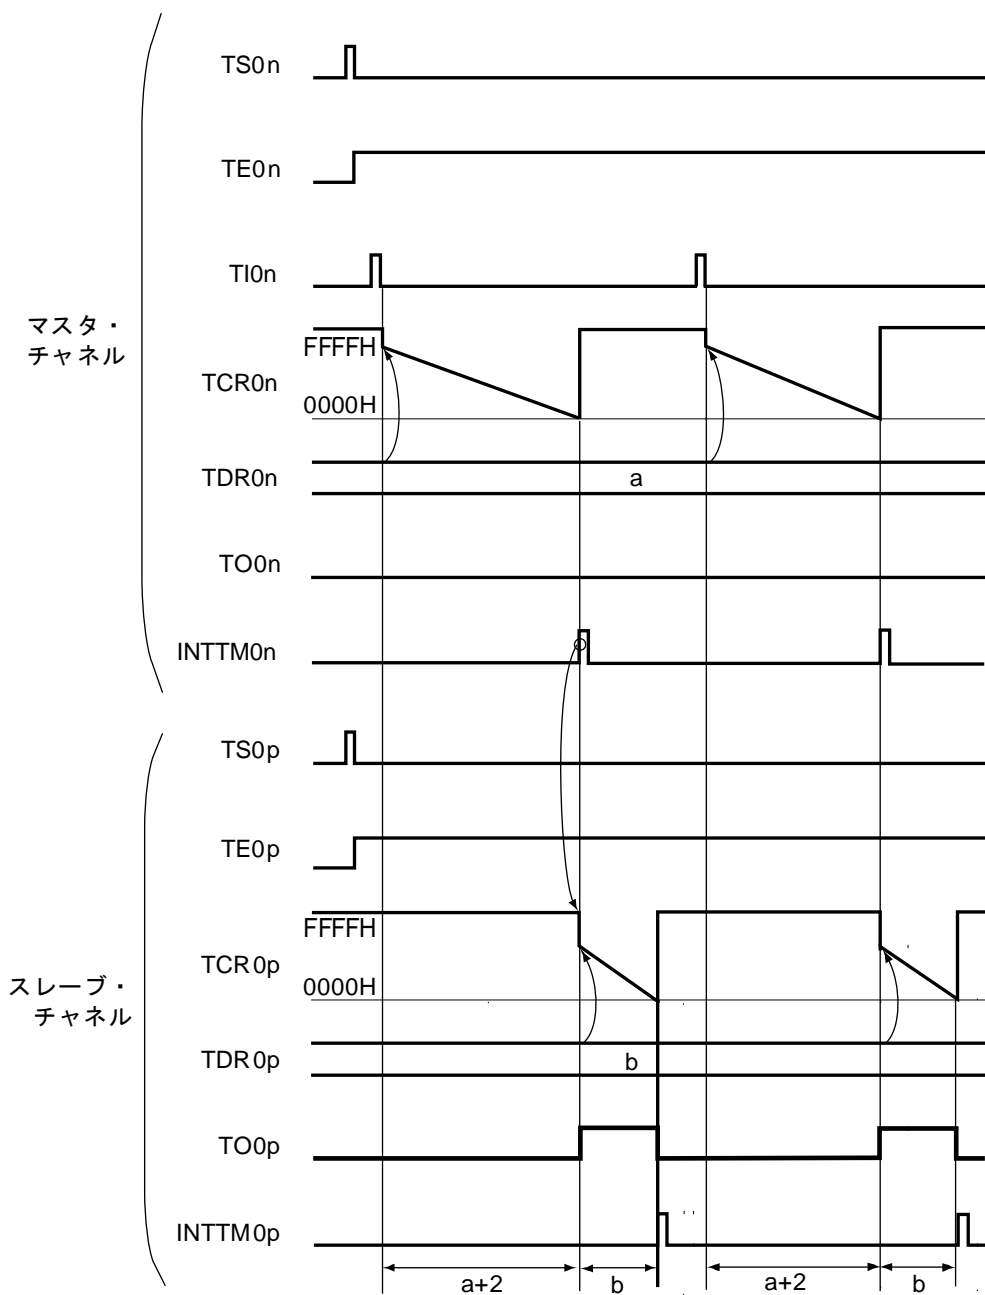 TS0n
TE0n
TI0n
マスタ・
チャネル
FFFFH
TCR0n
0000H
TDR0n
a
TO0n
INTTM0n
TS0p
TE0p
FFFFH
TCR0p
0000H
スレーブ・
チャネル
TDR0p
b
TO0p
INTTM0p
a+2 b a+2 b